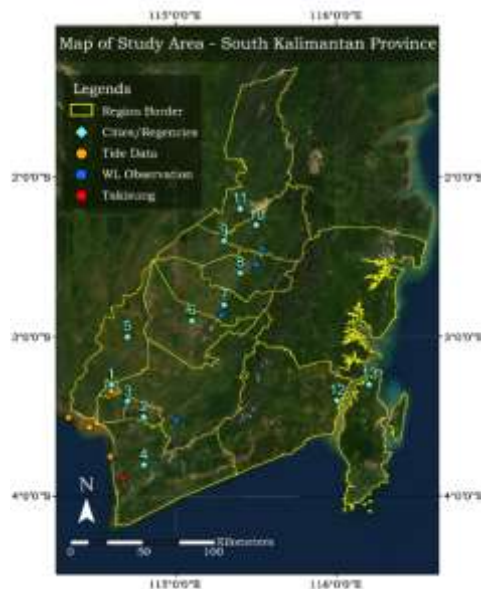 115°0'0"E 116°0'0"E
Map of Study Area - South Kalimantan Province
Legends
Region Border
Cities/Regencies
Tide Data
WL Observation
Takisung
2°0'0"S 2°0'0"S
11
10
9
8
7
6
3°0'0"S 3°0'0"S
5
1
3
2
12
13
4
4°0'0"S 4°0'0"S
N
Kilometers
0 50 100
115°0'0"E 116°0'0"E